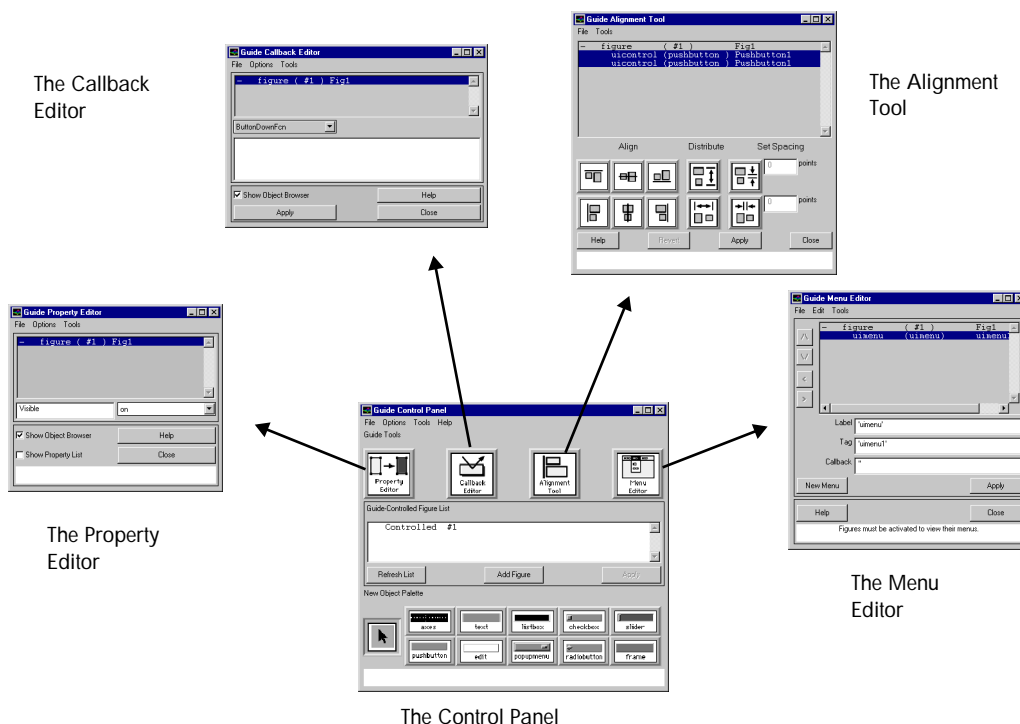 The Callback
Editor
Guide Callback Editor
File Options Tools
- figure ( #1 ) Fig1
ButtonDownFcn
Show Object Browser
Help
Apply
Close
Guide Alignment Tool
File Tools
- figure ( #1 ) Fig1
uicontrol (pushbutton ) Pushbutton1
uicontrol (pushbutton ) Pushbutton1
Align Distribute Set Spacing
0 points
0 points
Help Revert Apply Close
The Alignment
Tool
Guide Property Editor
File Options Tools
- figure ( #1 ) Fig1
Visible on
Show Object Browser
Help
Show Property List
Close
The Property
Editor
Guide Control Panel
File Options Tools Help
Guide Tools
Property
Editor
Callback
Editor
Alignment
Tool
Menu
Editor
Guide-Controlled Figure List
Controlled #1
Refresh List Add Figure Apply
New Object Palette
axes text listbox checkbox slider
pushbutton edit popupmenu radiobutton frame
The Control Panel
Guide Menu Editor
File Edit Tools
- figure ( #1 ) Fig1
uimenu (uimenu) uimenu
/\
\/
<
>
Label 'uimenu'
Tag 'uimenu1'
Callback ''
New Menu Apply
Help Close
Figures must be activated to view their menus.
The Menu
Editor